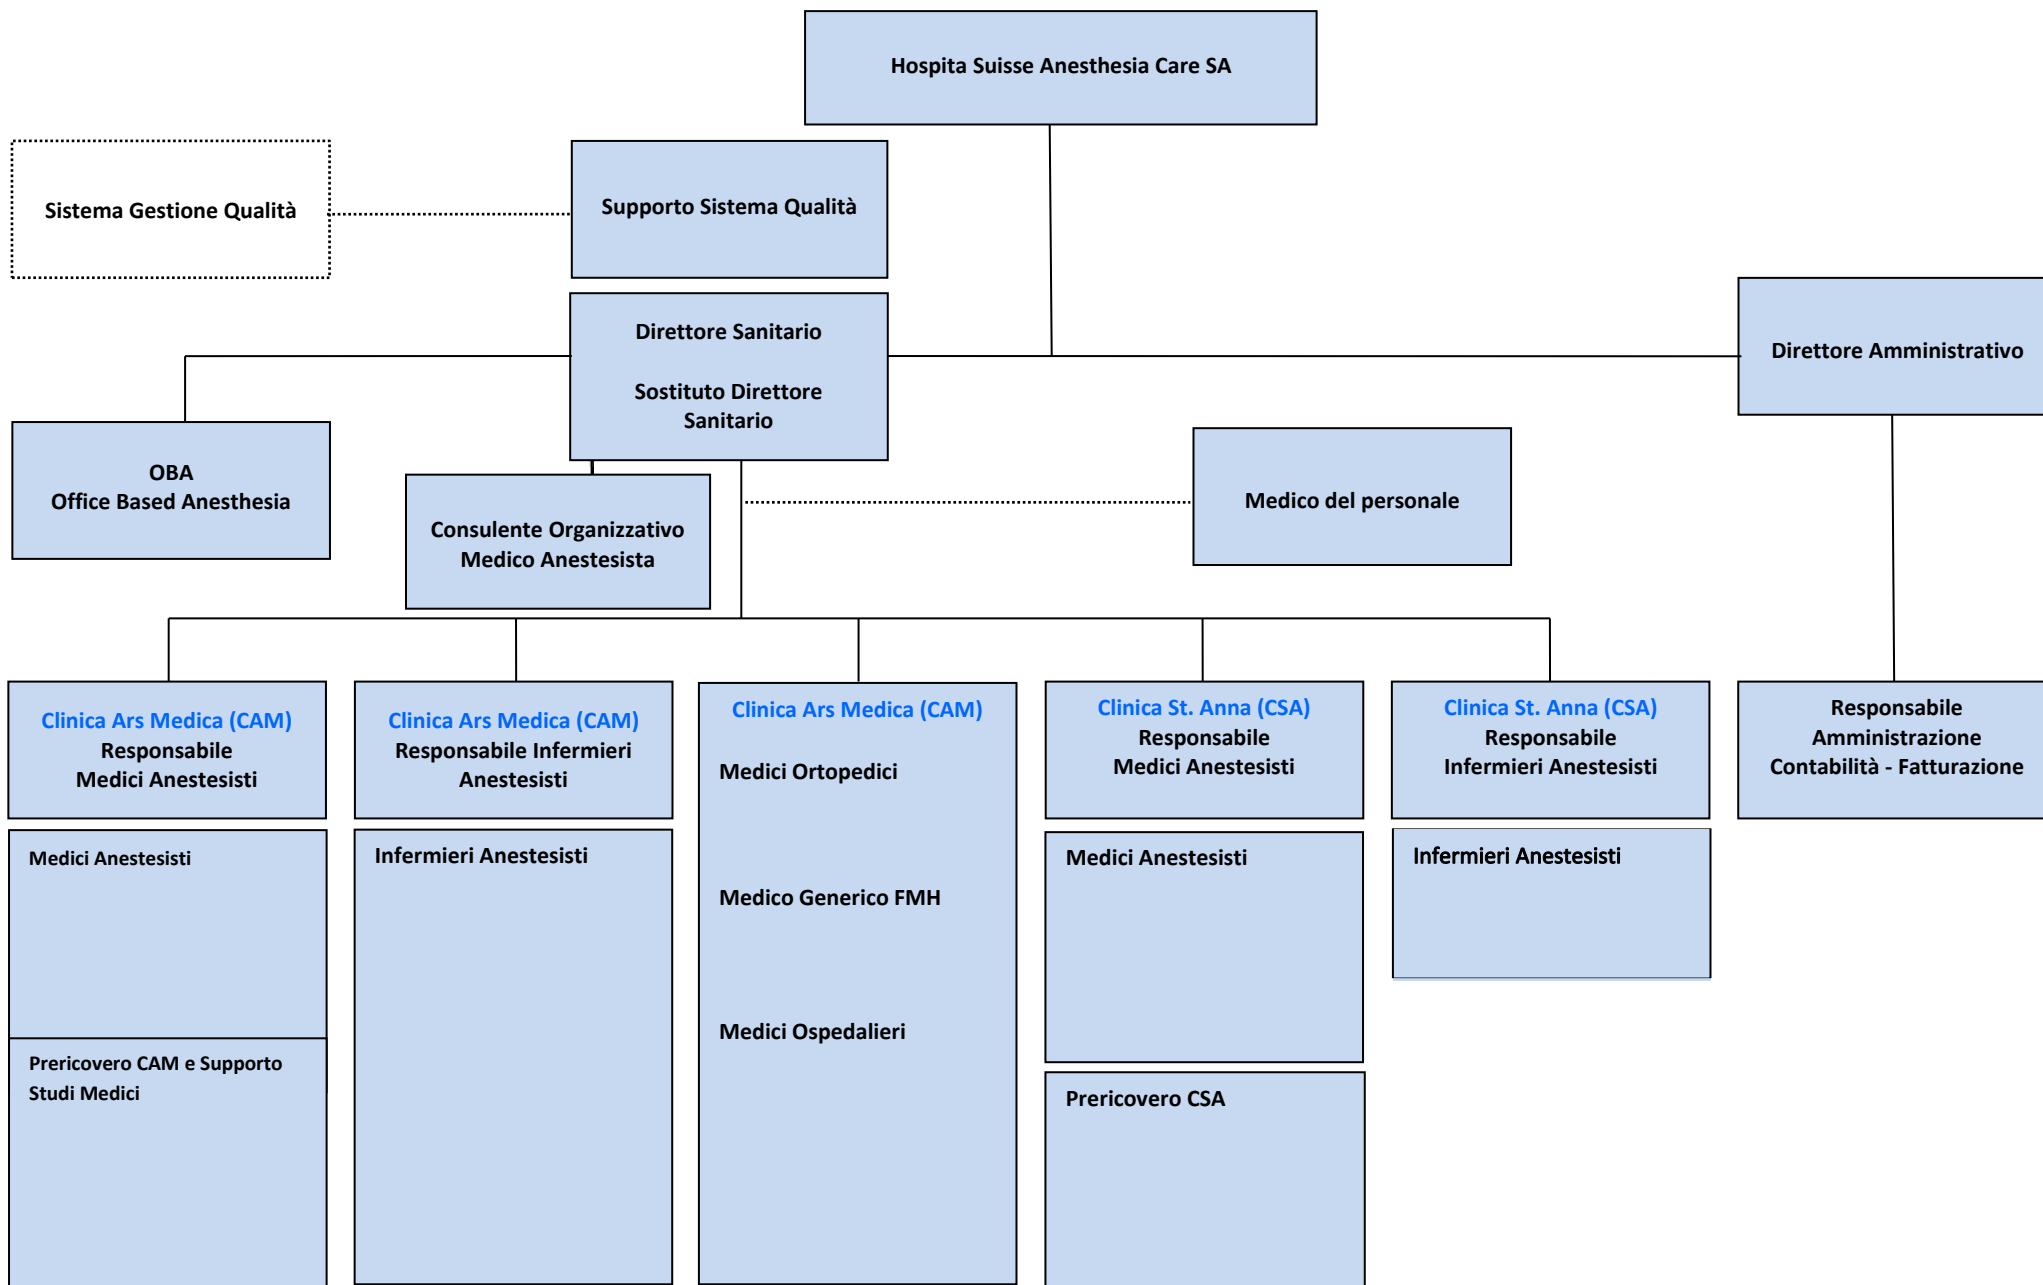 Hospita Suisse Anesthesia Care SA
Sistema Gestione Qualità
Supporto Sistema Qualità
Direttore Sanitario
Sostituto Direttore
Sanitario
Direttore Amministrativo
OBA
Office Based Anesthesia
Consulente Organizzativo
Medico Anestesista
Medico del personale
Clinica Ars Medica (CAM)
Responsabile
Medici Anestesisti
Medici Anestesisti
Prericovero CAM e Supporto
Studi Medici
Clinica Ars Medica (CAM)
Responsabile Infermieri
Anestesisti
Infermieri Anestesisti
Clinica Ars Medica (CAM)
Medici Ortopedici
Medico Generico FMH
Medici Ospedalieri
Clinica St. Anna (CSA)
Responsabile
Medici Anestesisti
Medici Anestesisti
Prericovero CSA
Clinica St. Anna (CSA)
Responsabile
Infermieri Anestesisti
Infermieri Anestesisti
Responsabile
Amministrazione
Contabilità - Fatturazione